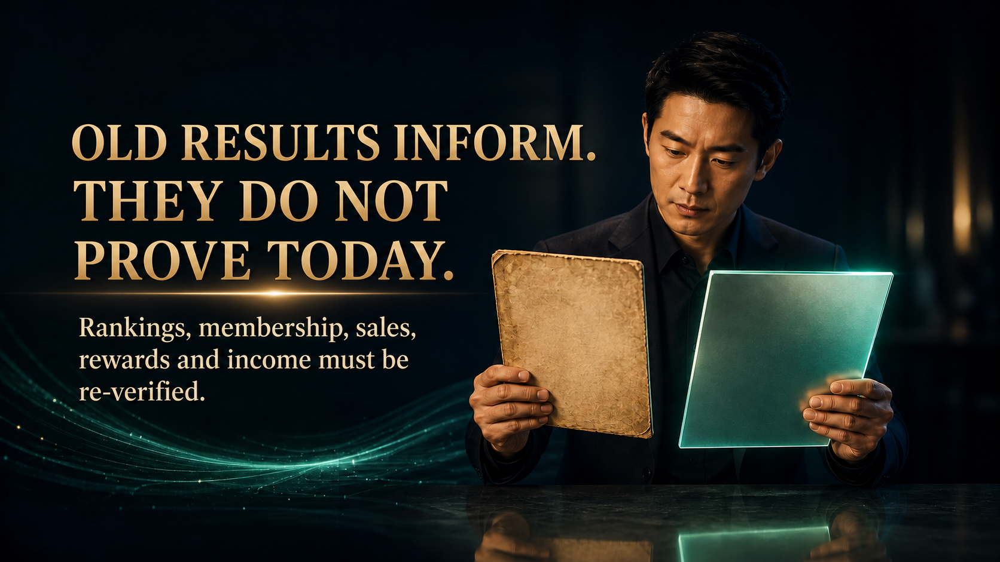 OLD RESULTS INFORM.
THEY DO NOT
PROVE TODAY.
Rankings, membership, sales,
rewards and income must be
re-verified.